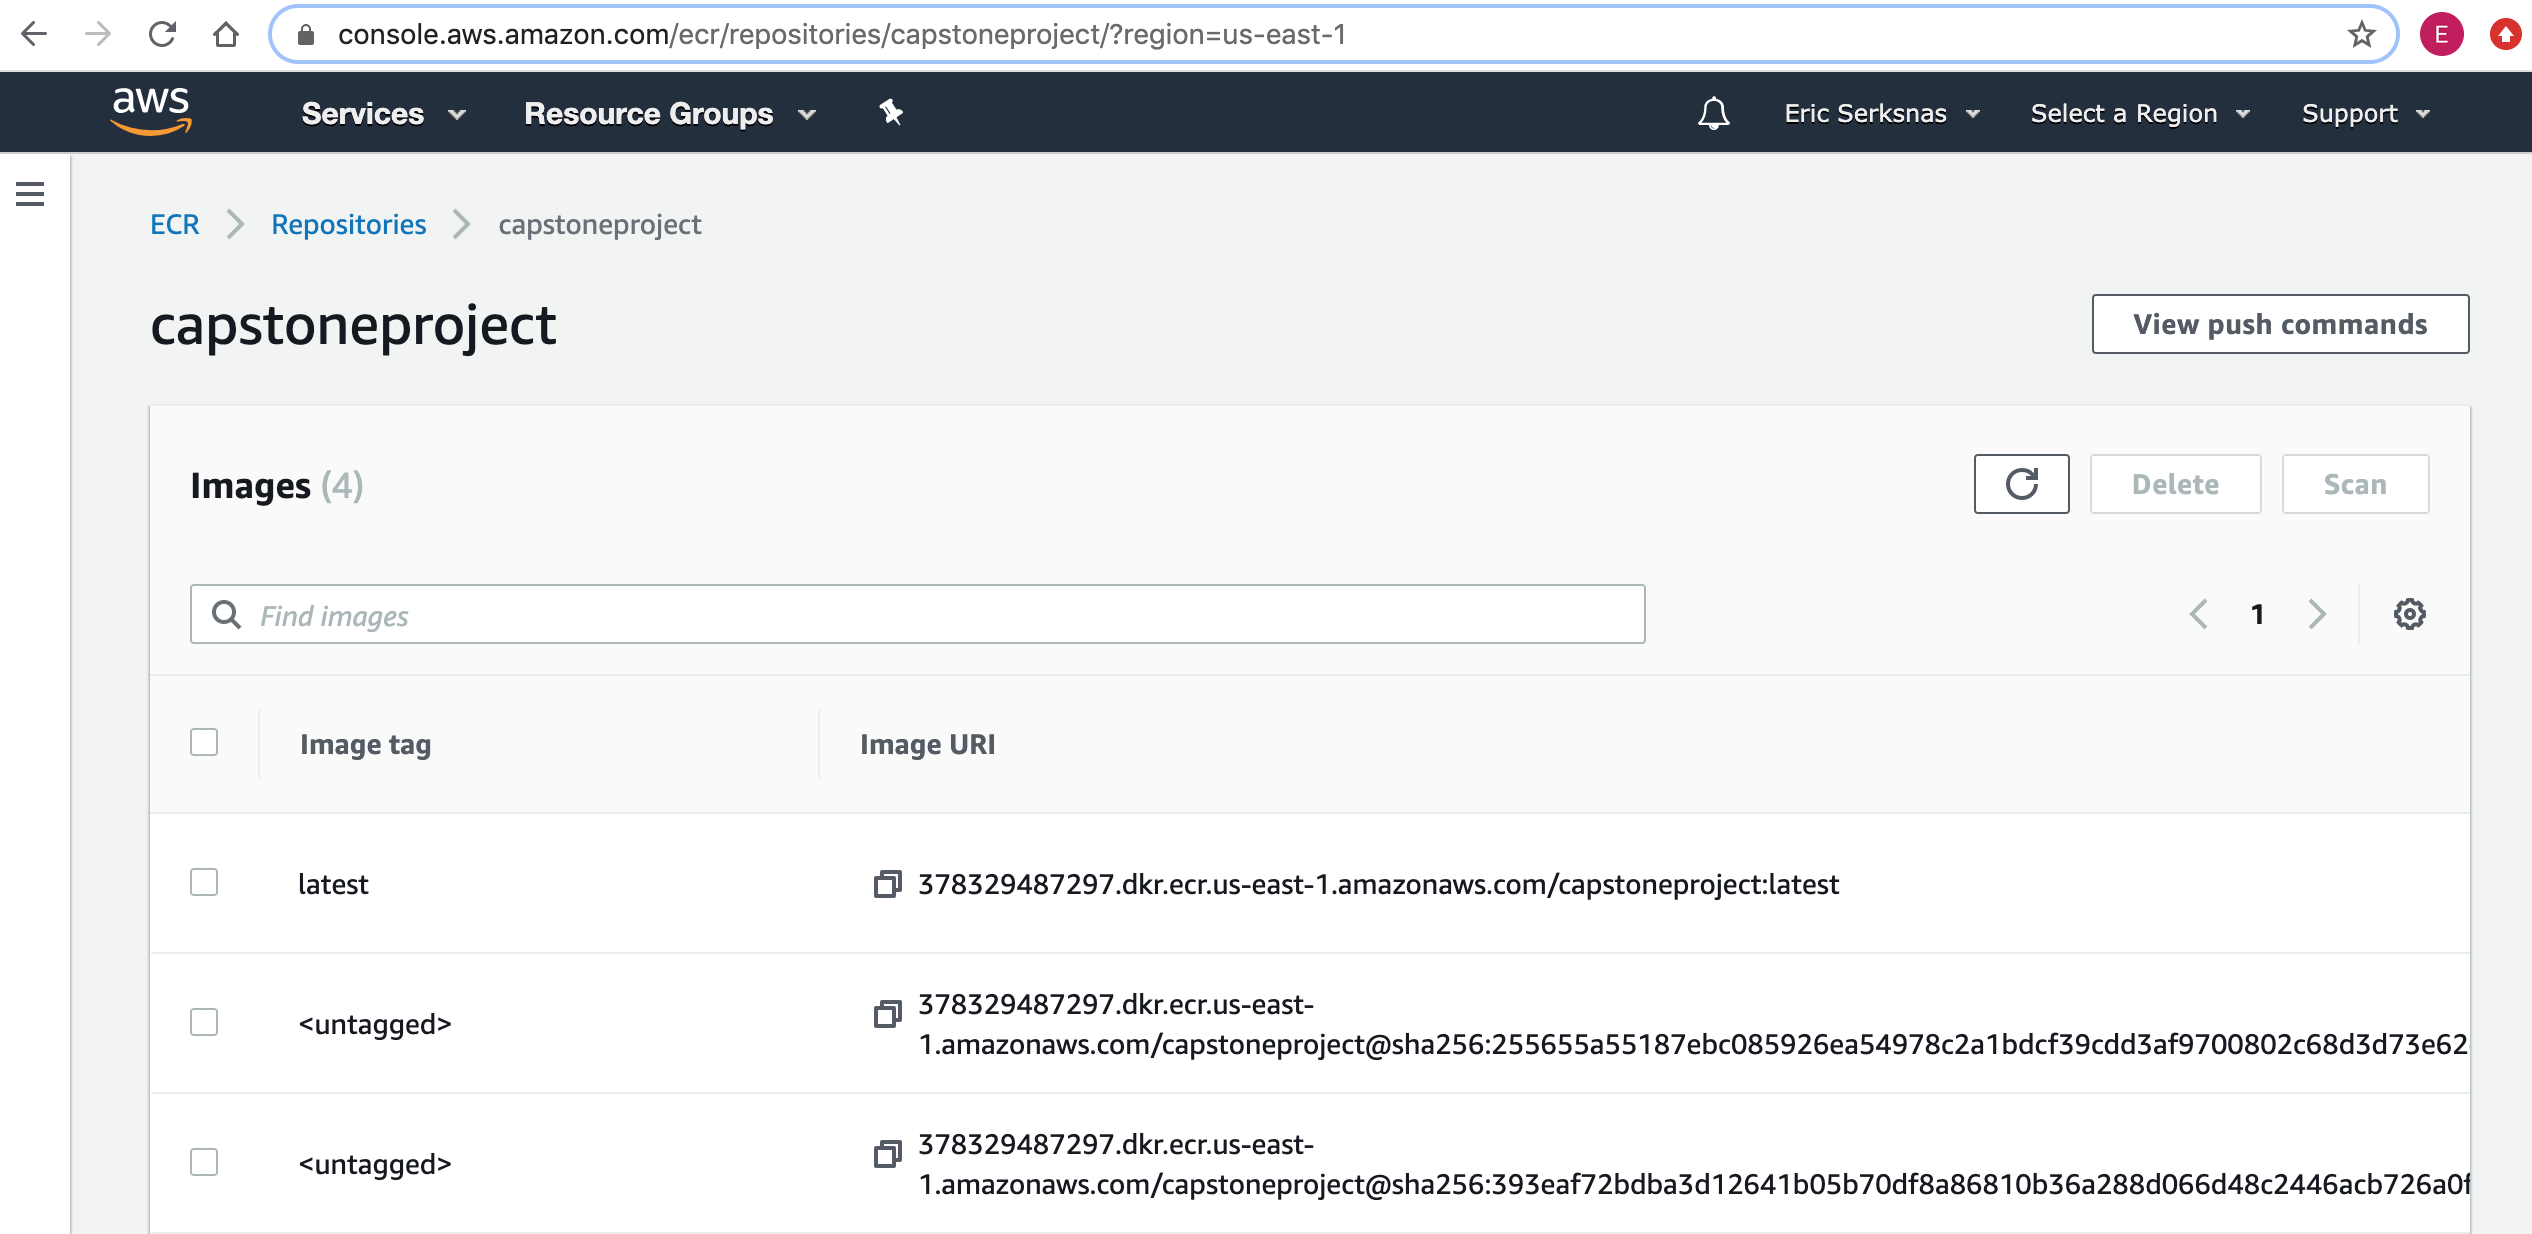 console.aws.amazon.com/ecr/repositories/capstoneproject/?region=us-east-1
E
aws Services Resource Groups Eric Serksnas Select a Region Support
ECR Repositories capstoneproject
capstoneproject
View push commands
Images (4)
Delete Scan
Find images
1
Image tag Image URI
latest 378329487297.dkr.ecr.us-east-1.amazonaws.com/capstoneproject:latest
<untagged> 378329487297.dkr.ecr.us-east-
1.amazonaws.com/capstoneproject@sha256:255655a55187ebc085926ea54978c2a1bdcf39cdd3af9700802c68d3d73e62
<untagged> 378329487297.dkr.ecr.us-east-
1.amazonaws.com/capstoneproject@sha256:393eaf72bdba3d12641b05b70df8a86810b36a288d066d48c2446acb726a0f